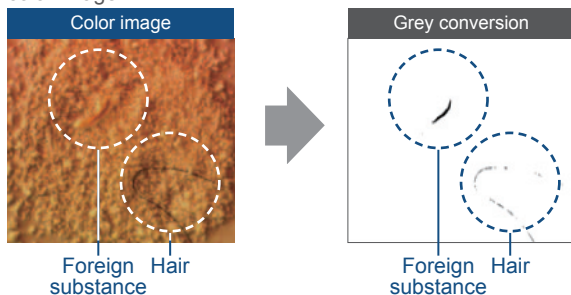 Color image
Grey conversion
Foreign substance
Hair
Foreign substance
Hair